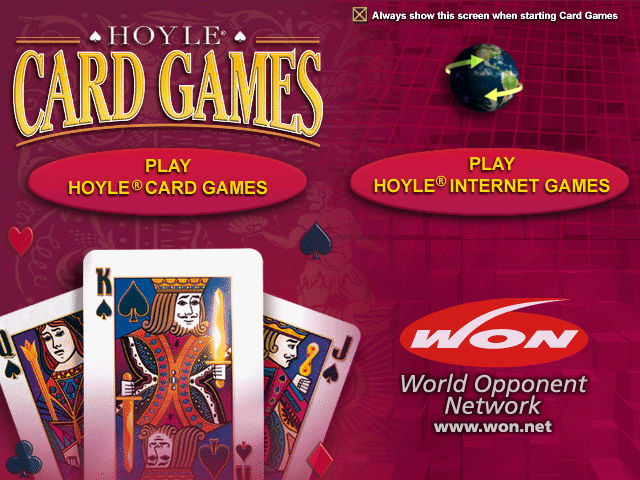 HOYLE®
CARD GAMES
Always show this screen when starting Card Games
PLAY
HOYLE® CARD GAMES
PLAY
HOYLE® INTERNET GAMES
K
Q
J
WON
World Opponent
Network
www.won.net